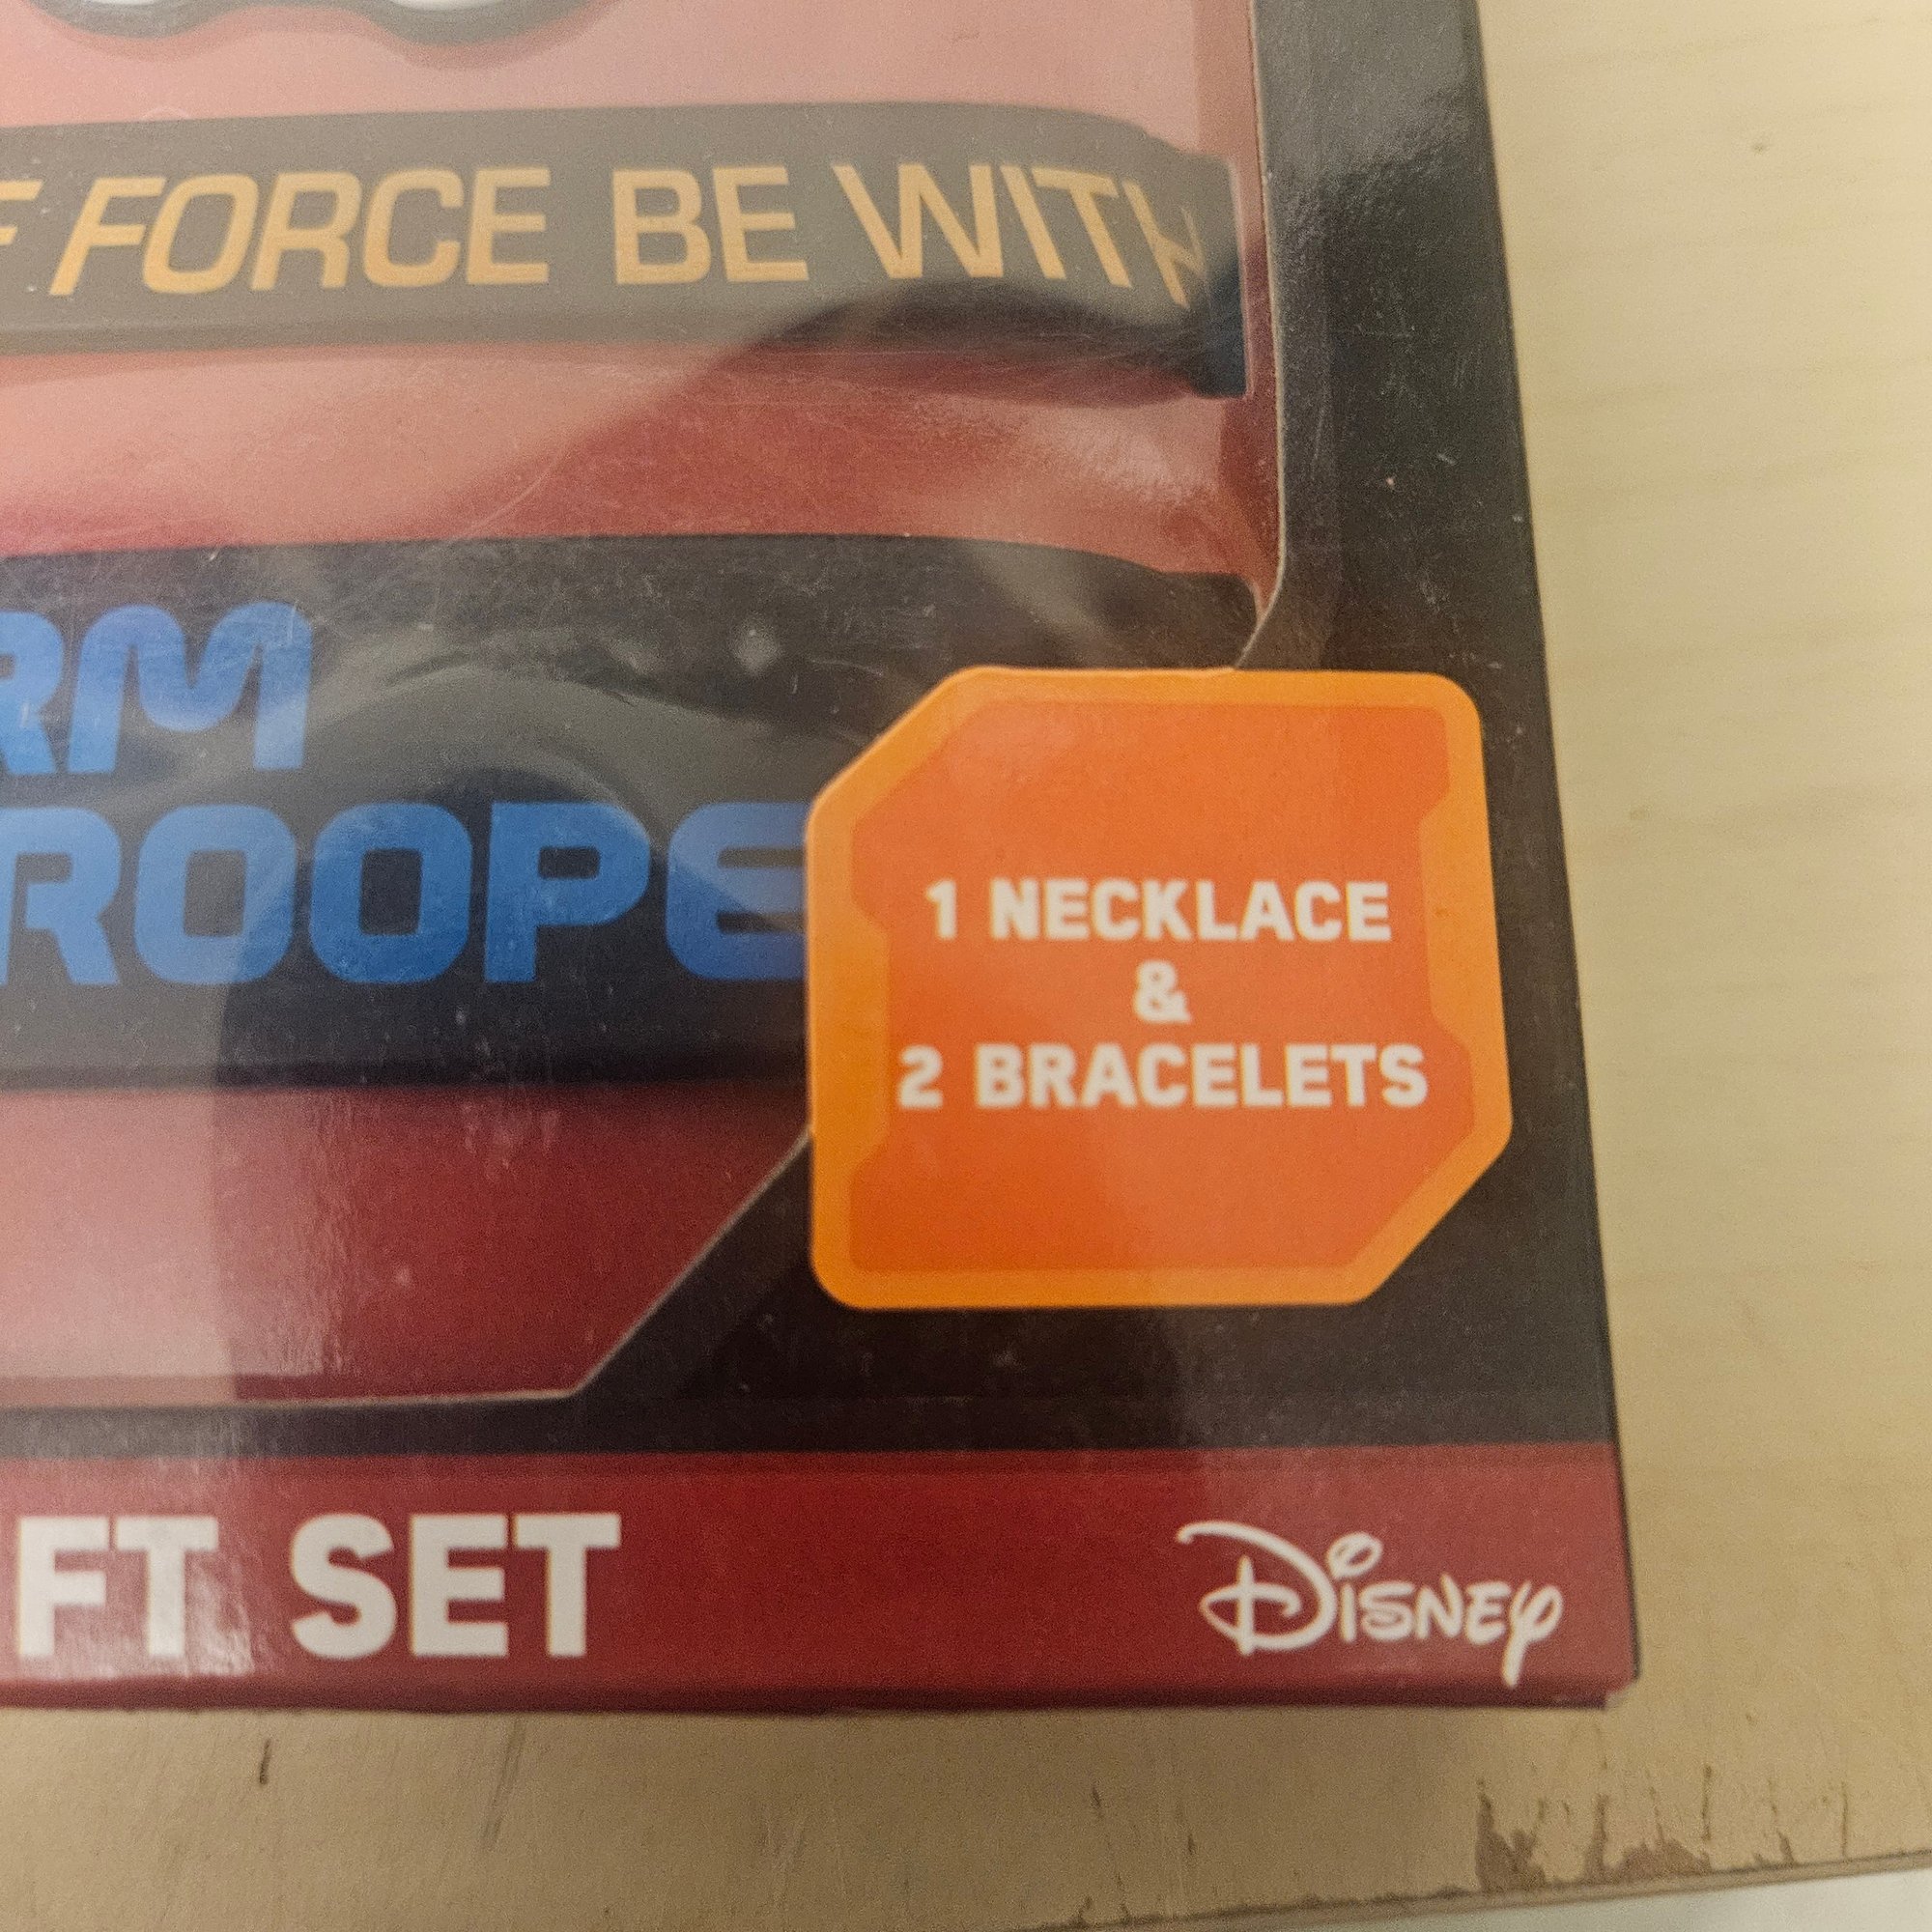 FORCE BE WITH
RM
ROOPE
1 NECKLACE
&
2 BRACELETS
FT SET
Disney